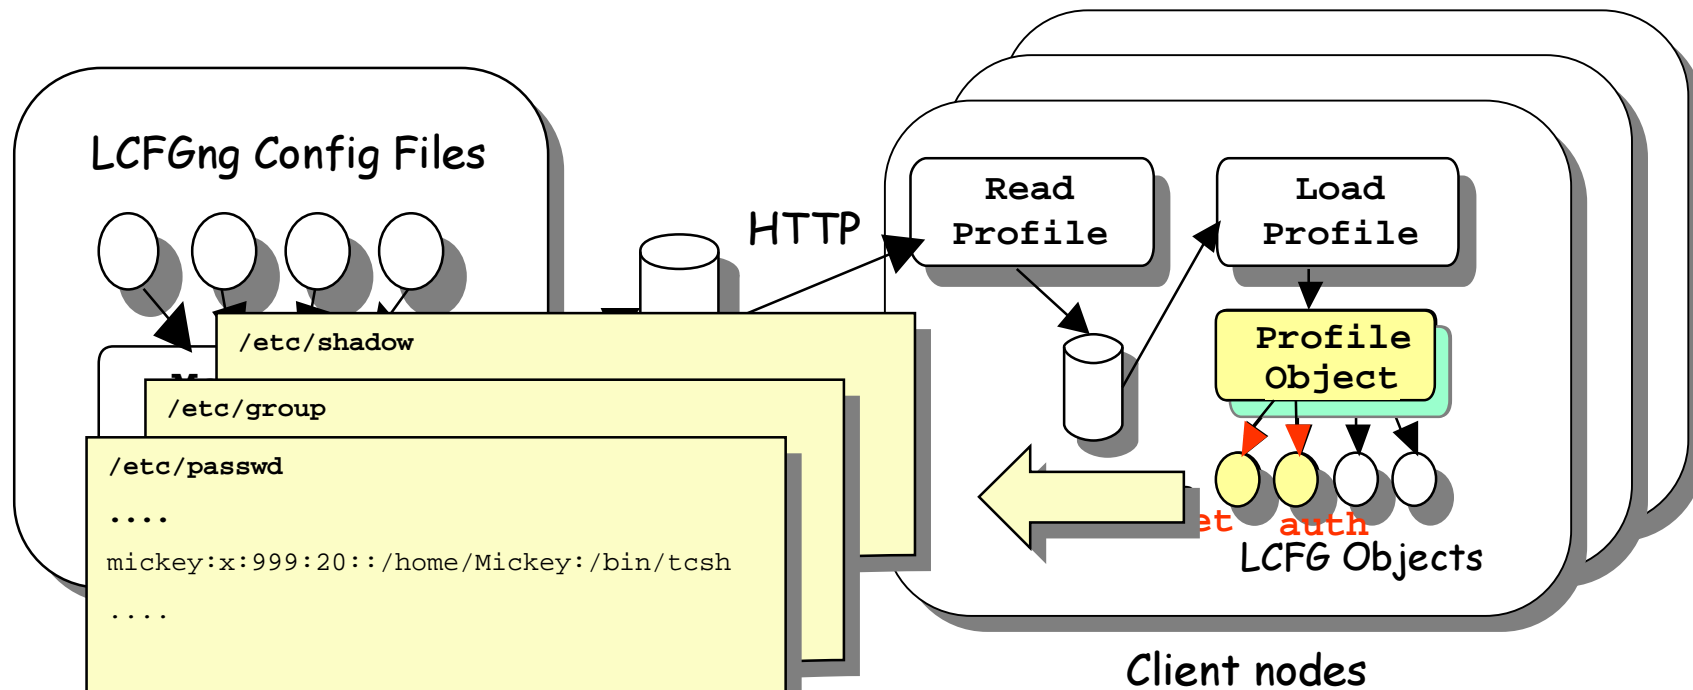 LCFGng Config Files
HTTP
Read
Profile
Load
Profile
Profile
Object
/etc/shadow
/etc/group
/etc/passwd
....
mickey:x:999:20::/home/Mickey:/bin/tcsh
....
auth
LCFG Objects
Client nodes